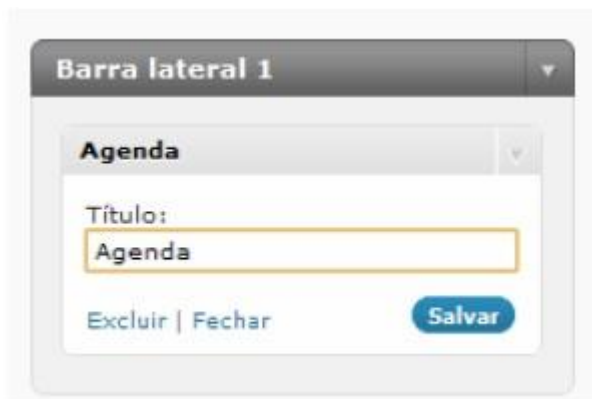 Barra lateral 1
Agenda
Título:
Agenda
Excluir | Fechar Salvar